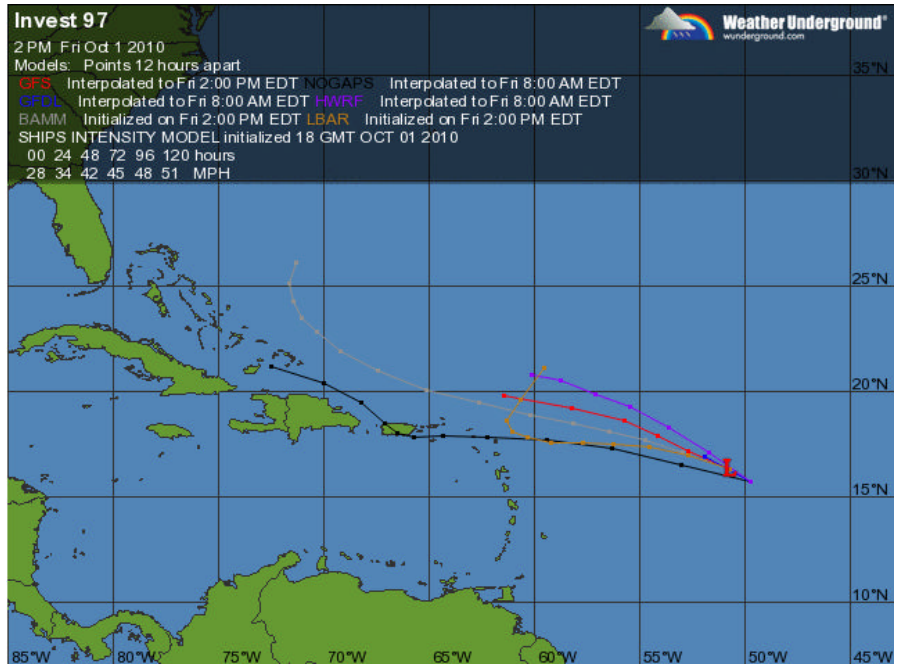 Invest 97
Weather Underground®
wunderground.com
2 PM Fri Oct 1 2010
Models: Points 12 hours apart
GFS Interpolated to Fri 2:00 PM EDT NOGAPS Interpolated to Fri 8:00 AM EDT
GFDL Interpolated to Fri 8:00 AM EDT HWRF Interpolated to Fri 8:00 AM EDT
BAMM Initialized on Fri 2:00 PM EDT LBAR Initialized on Fri 2:00 PM EDT
SHIPS INTENSITY MODEL initialized 18 GMT OCT 01 2010
00 24 48 72 96 120 hours
28 34 42 45 48 51 MPH
35°N
30°N
25°N
20°N
L
15°N
10°N
85°W 80°W 75°W 70°W 65°W 60°W 55°W 50°W 45°W